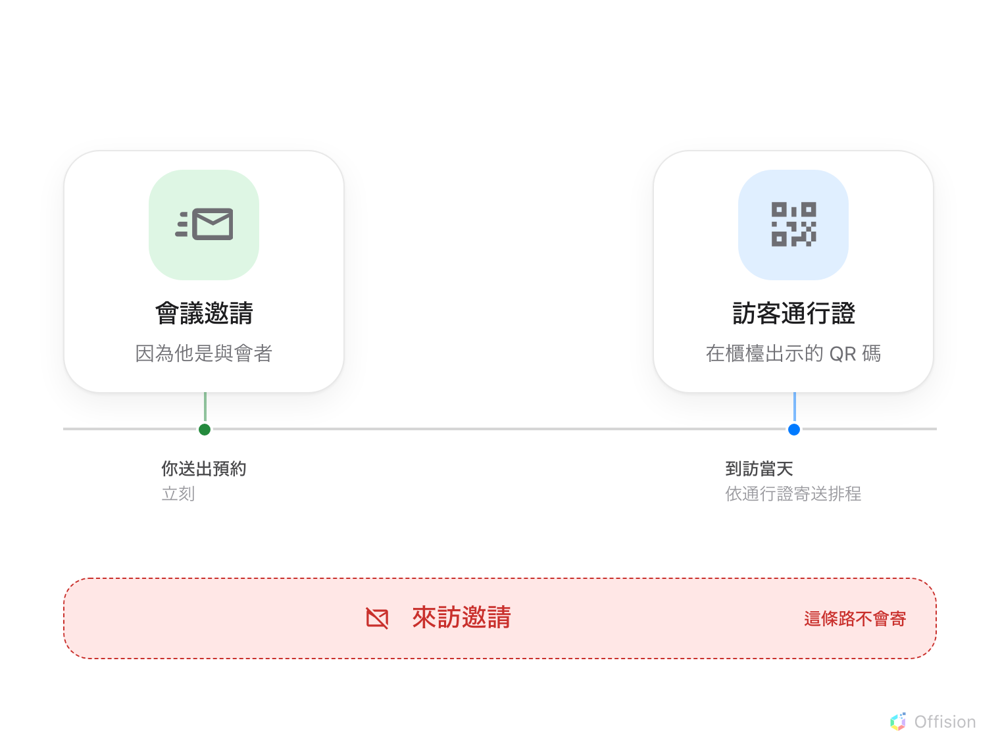 會議邀請
因為他是與會者
訪客通行證
在櫃檯出示的 QR 碼
你送出預約
立刻
到訪當天
依通行證寄送排程
來訪邀請
這條路不會寄
Offision